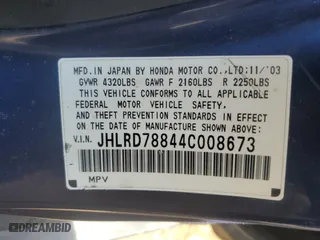 MFD. IN JAPAN BY HONDA MOTOR CO., LTD: 11/'03
GVWR 4320LBS GAWR F 2160LBS R 2250LBS
THIS VEHICLE CONFORMS TO ALL APPLICABLE
FEDERAL MOTOR VEHICLE SAFETY,
AND THEFT PREVENTION STANDARDS IN EFFECT
ON THE DATE OF MANUFACTURE SHOWN ABOVE.
V.I.N. JHLRD78844C008673
MPV
DREAMBID